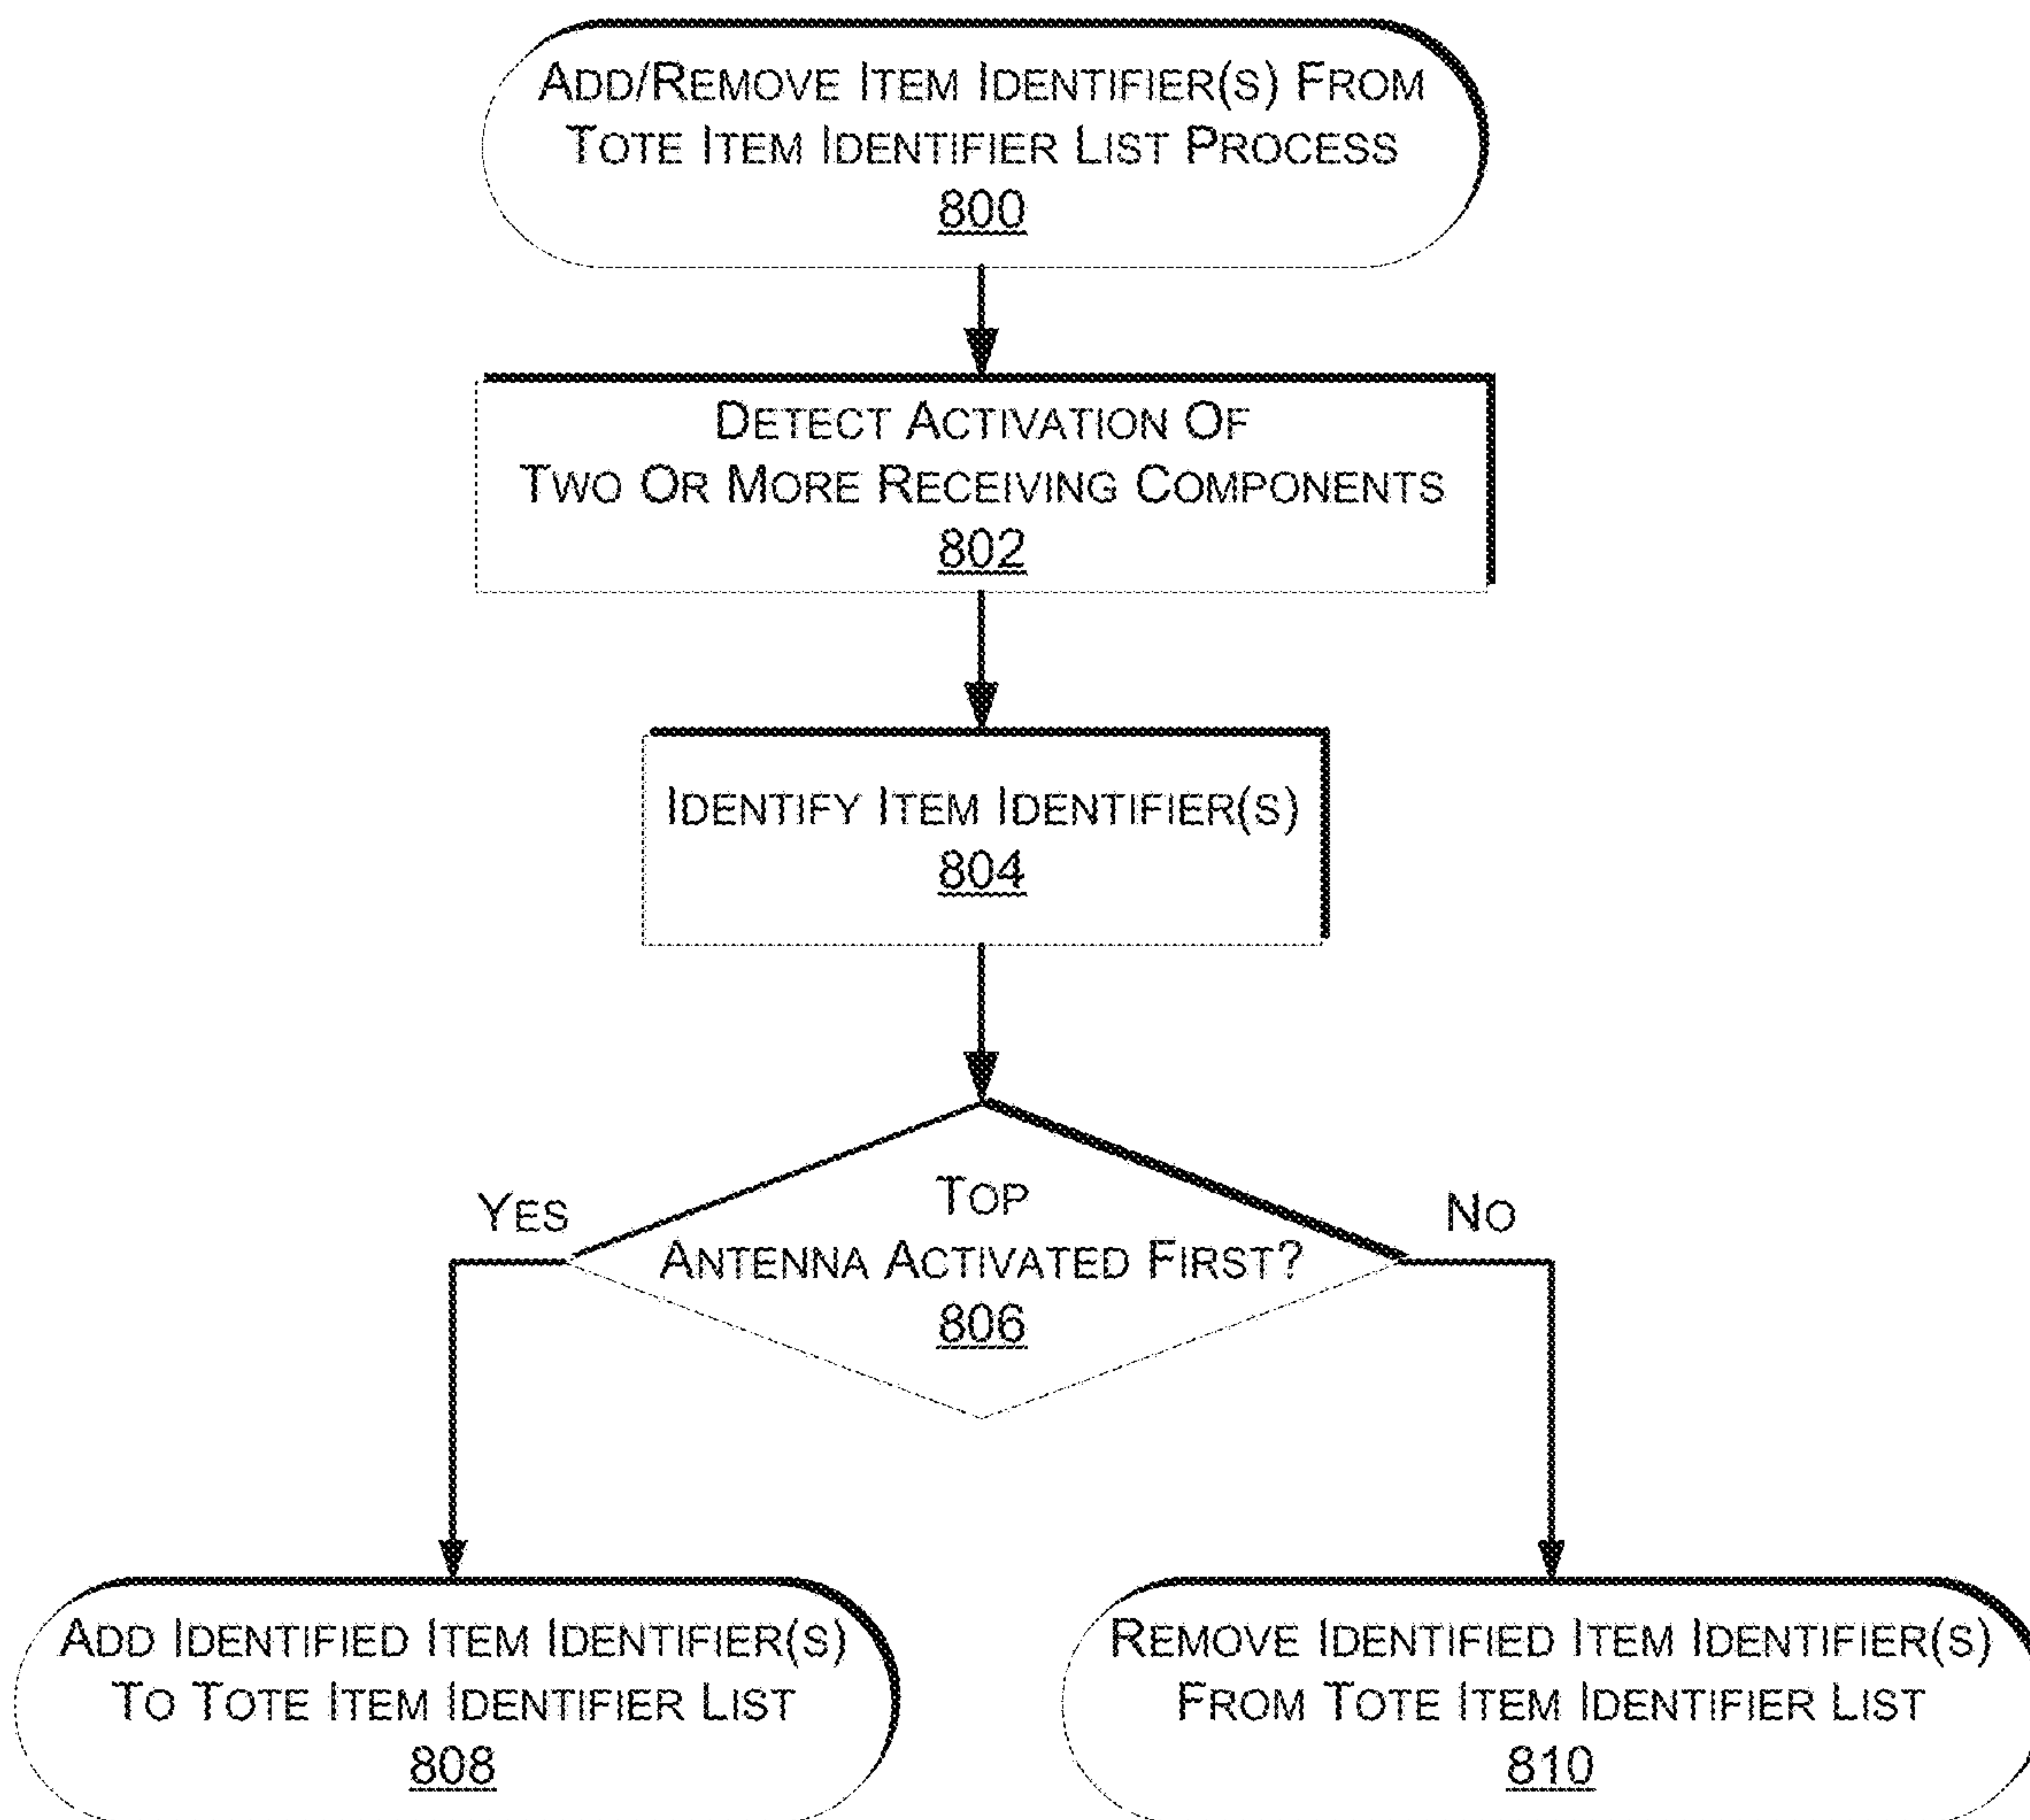 ADD/REMOVE ITEM IDENTIFIER(S) FROM
TOTE ITEM IDENTIFIER LIST PROCESS
800
DETECT ACTIVATION OF
TWO OR MORE RECEIVING COMPONENTS
802
IDENTIFY ITEM IDENTIFIER(S)
804
TOP
ANTENNA ACTIVATED FIRST?
806
YES
NO
ADD IDENTIFIED ITEM IDENTIFIER(S)
TO TOTE ITEM IDENTIFIER LIST
808
REMOVE IDENTIFIED ITEM IDENTIFIER(S)
FROM TOTE ITEM IDENTIFIER LIST
810